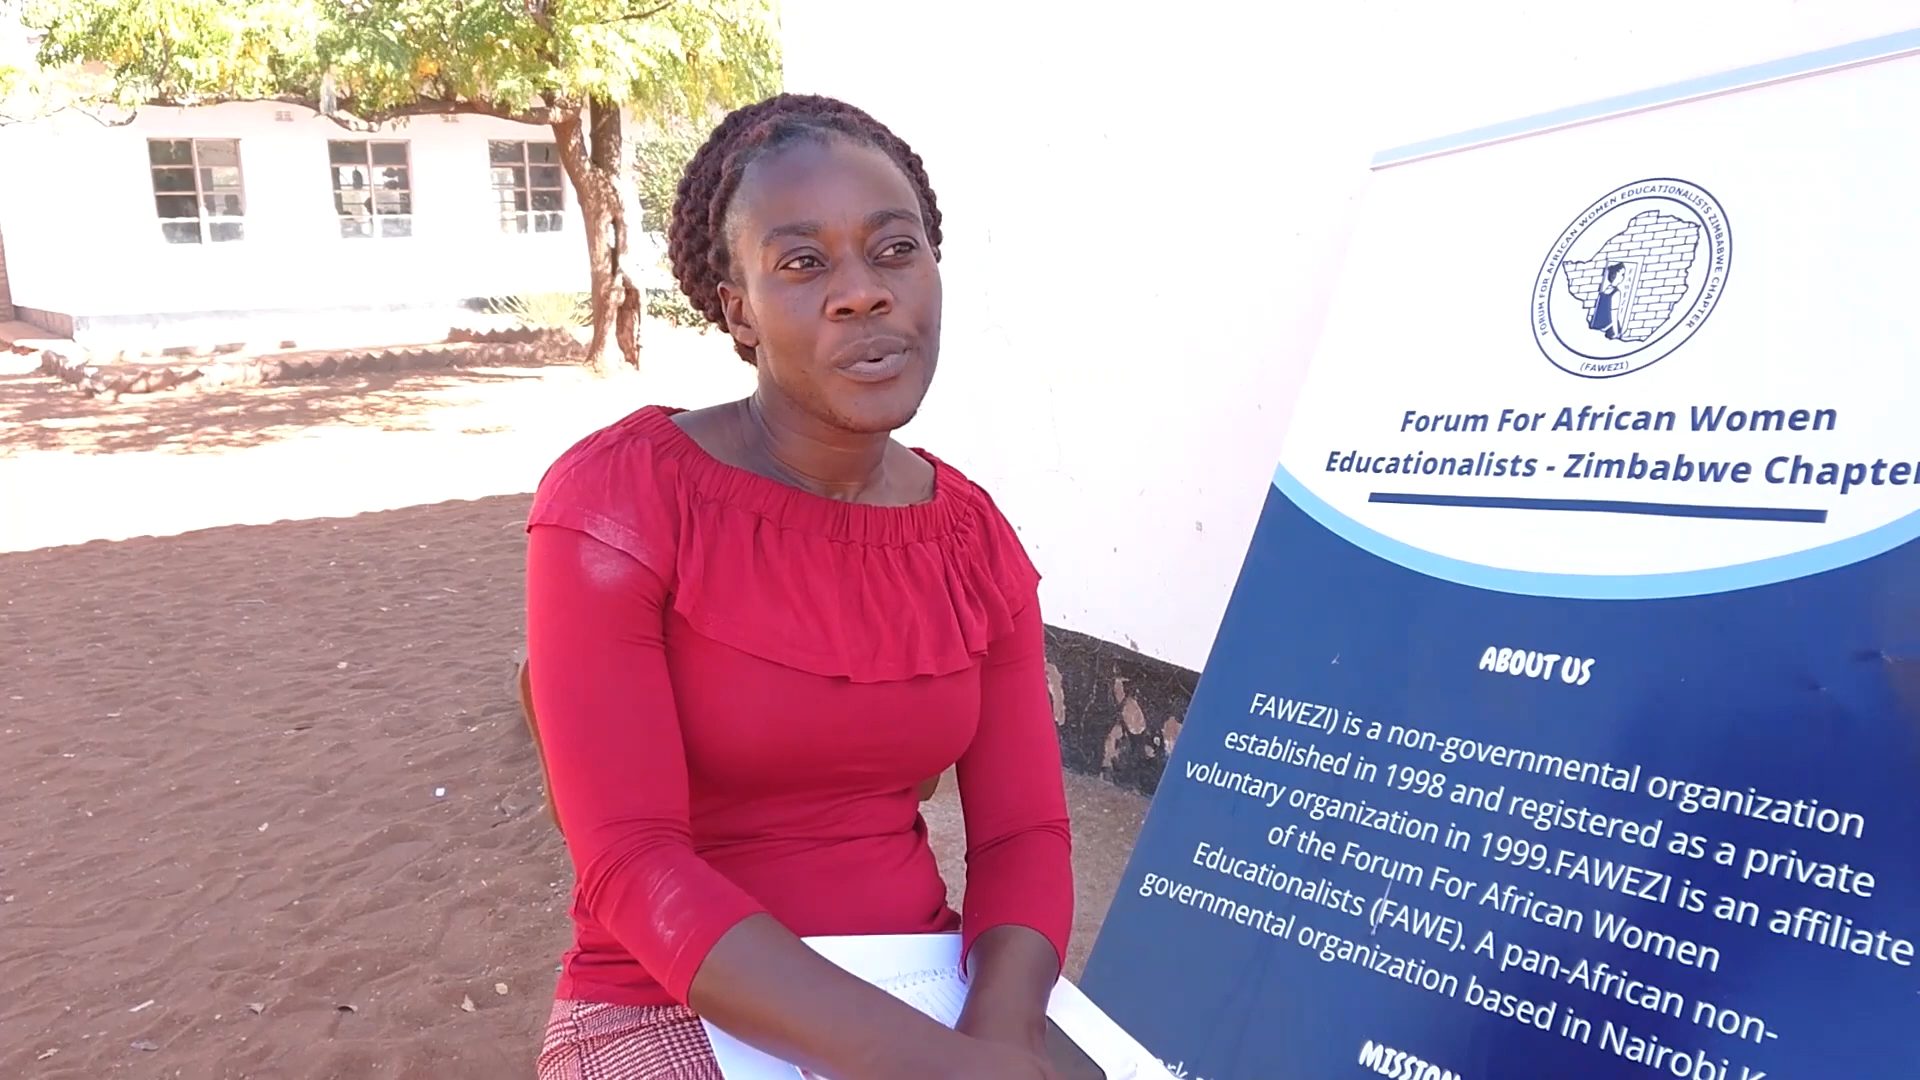 FORUM FOR AFRICAN WOMEN EDUCATIONALISTS ZIMBABWE CHAPTER
(FAWEZI)
Forum For African Women
Educationalists - Zimbabwe Chapter
ABOUT US
FAWEZI) is a non-governmental organization
established in 1998 and registered as a private
voluntary organization in 1999.FAWEZI is an affiliate
of the Forum For African Women
Educationalists (FAWE). A pan-African non-
governmental organization based in Nairobi
MISSION